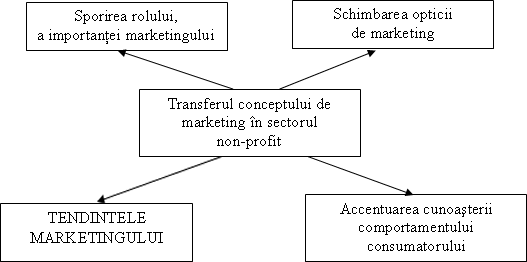 Sporirea rolului,
a importanței marketingului
Schimbarea opticii
de marketing
Transferul conceptului de
marketing în sectorul
non-profit
TENDINTELE
MARKETINGULUI
Accentuarea cunoașterii
comportamentului
consumatorului